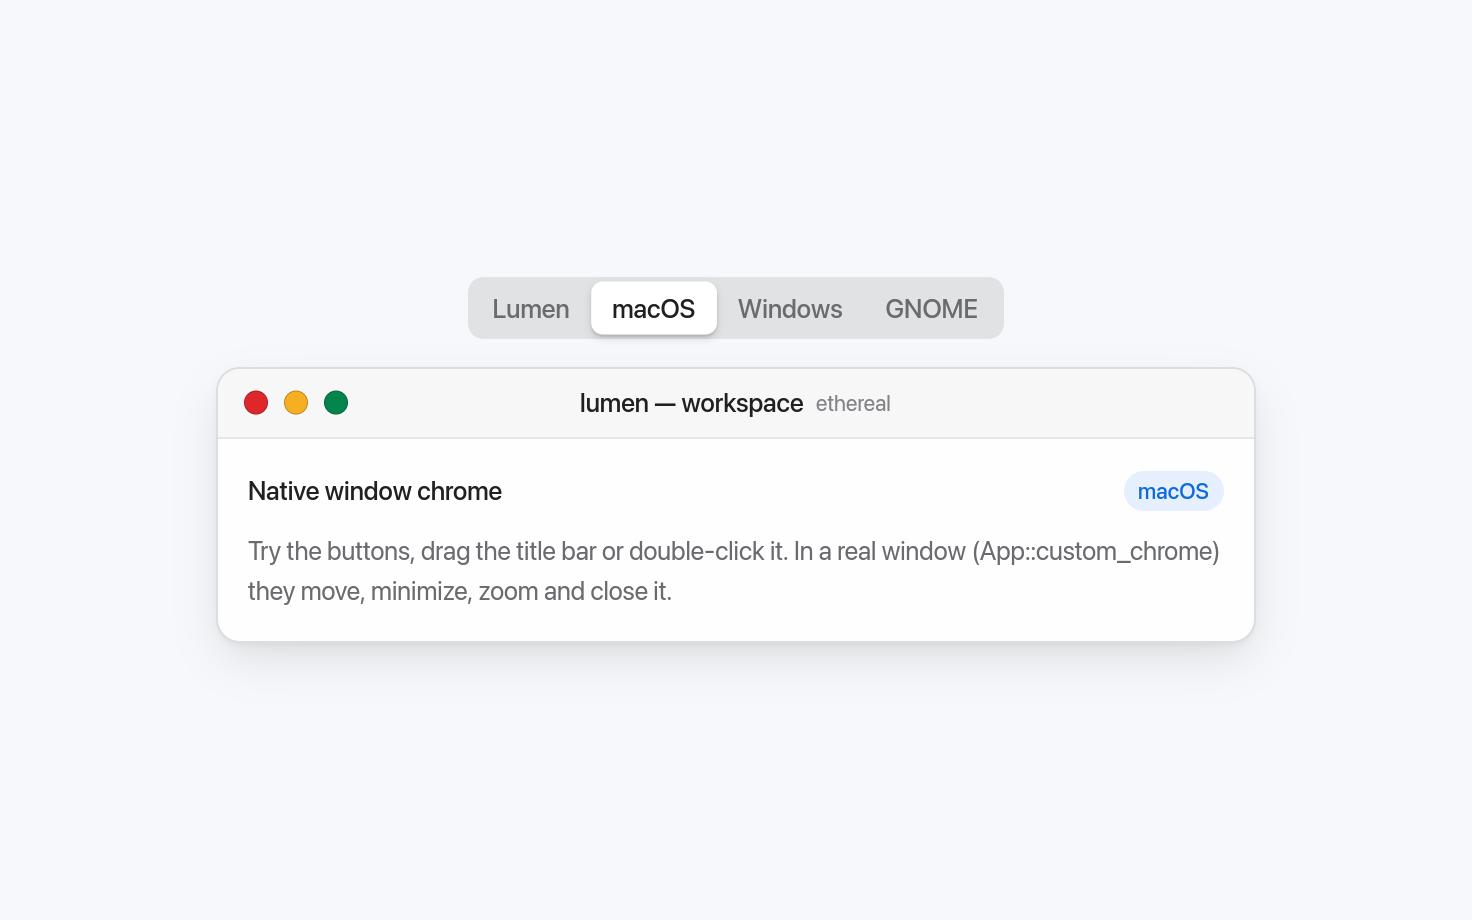 Lumen macOS Windows GNOME
lumen — workspace ethereal
Native window chrome macOS
Try the buttons, drag the title bar or double-click it. In a real window (App::custom_chrome)
they move, minimize, zoom and close it.